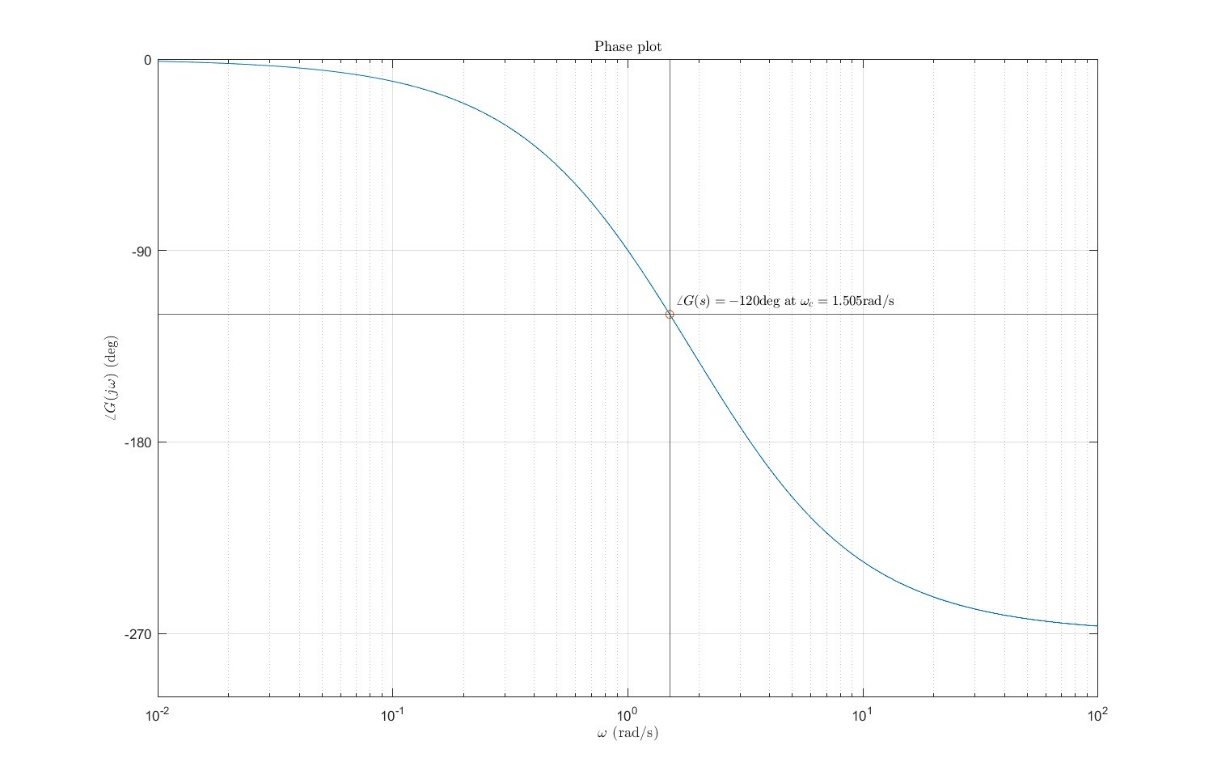 Phase plot
0
-90
-180
-270
∠G(jω) (deg)
∠G(s) = −120deg at ω_c = 1.505rad/s
10^-2
10^-1
10^0
10^1
10^2
ω (rad/s)